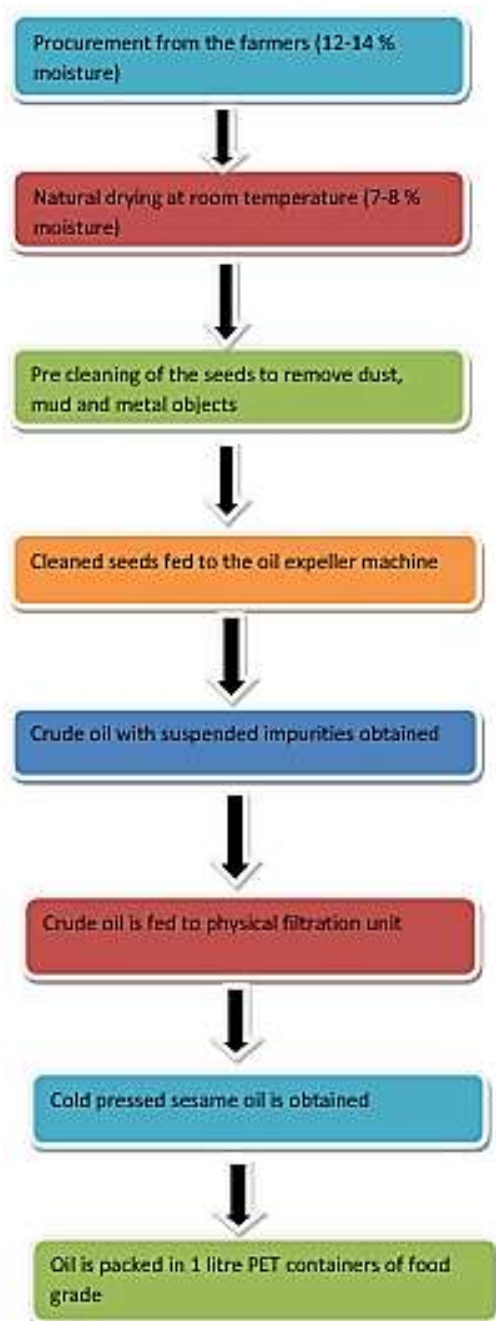 Procurement from the farmers (12-14 %
moisture)
Natural drying at room temperature (7-8 %
moisture)
Pre cleaning of the seeds to remove dust,
mud and metal objects
Cleaned seeds fed to the oil expeller machine
Crude oil with suspended impurities obtained
Crude oil is fed to physical filtration unit
Cold pressed sesame oil is obtained
Oil is packed in 1 litre PET containers of food
grade